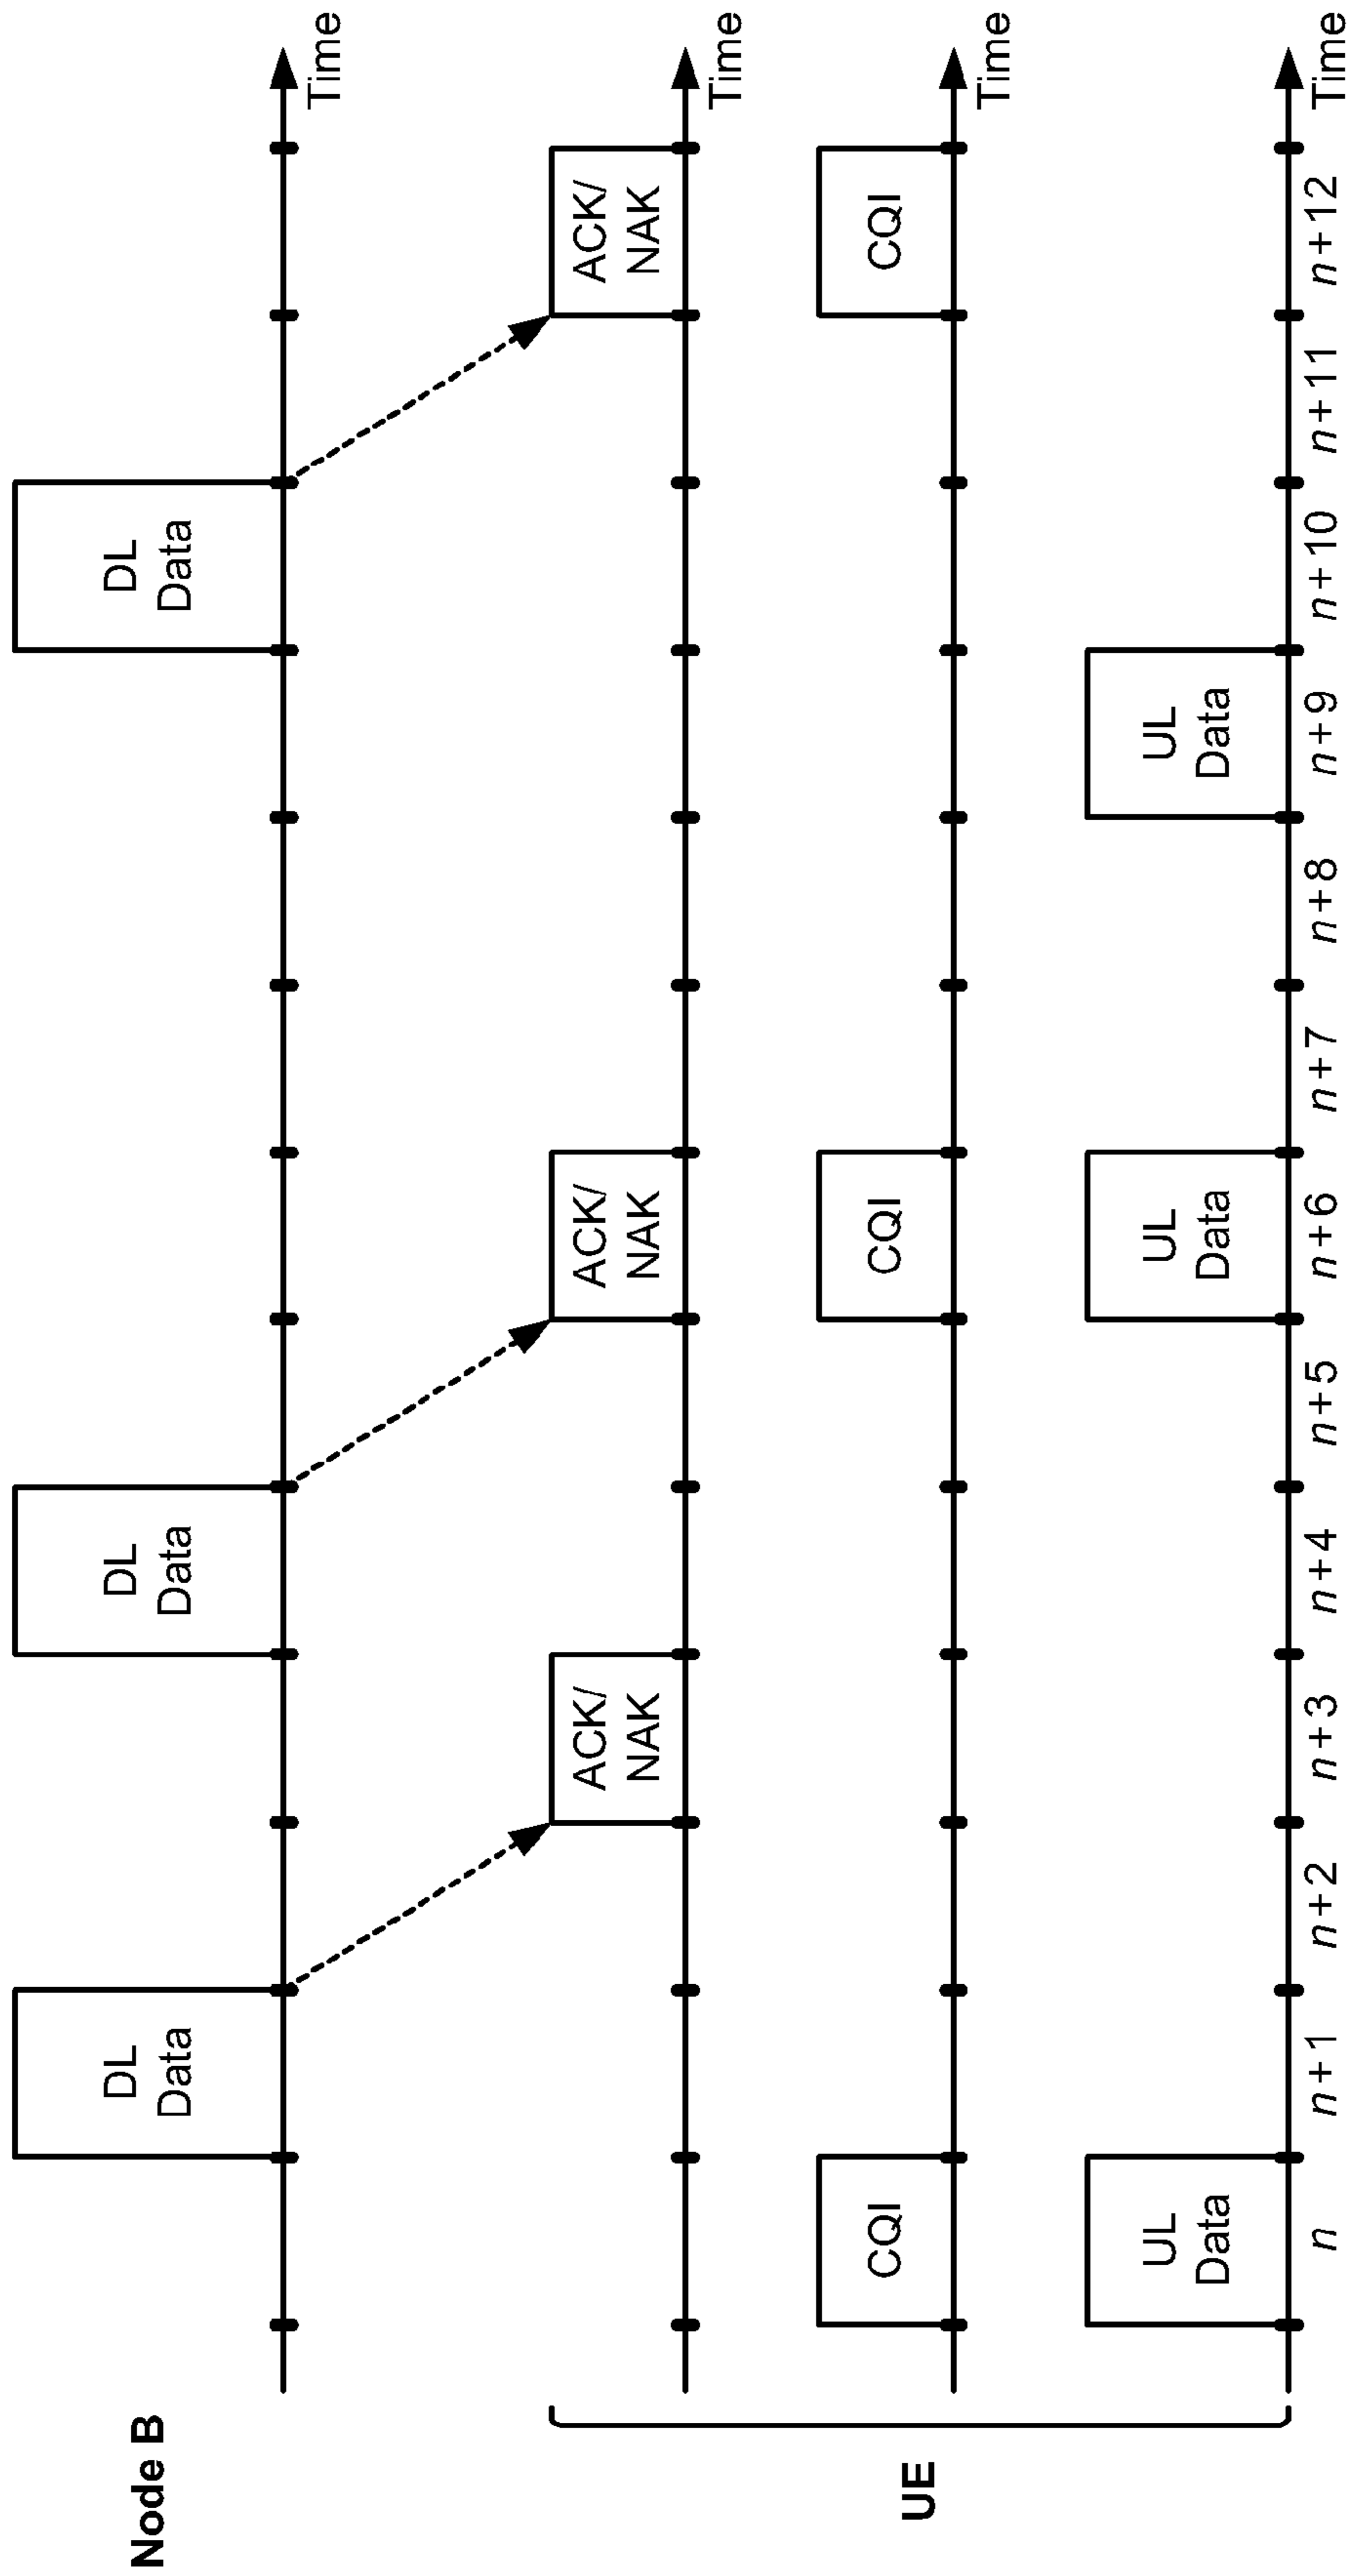 Node B
DL
Data
DL
Data
DL
Data
Time
UE
ACK/
NAK
ACK/
NAK
ACK/
NAK
Time
CQI
CQI
CQI
Time
UL
Data
UL
Data
UL
Data
Time
n
n+1
n+2
n+3
n+4
n+5
n+6
n+7
n+8
n+9
n+10
n+11
n+12